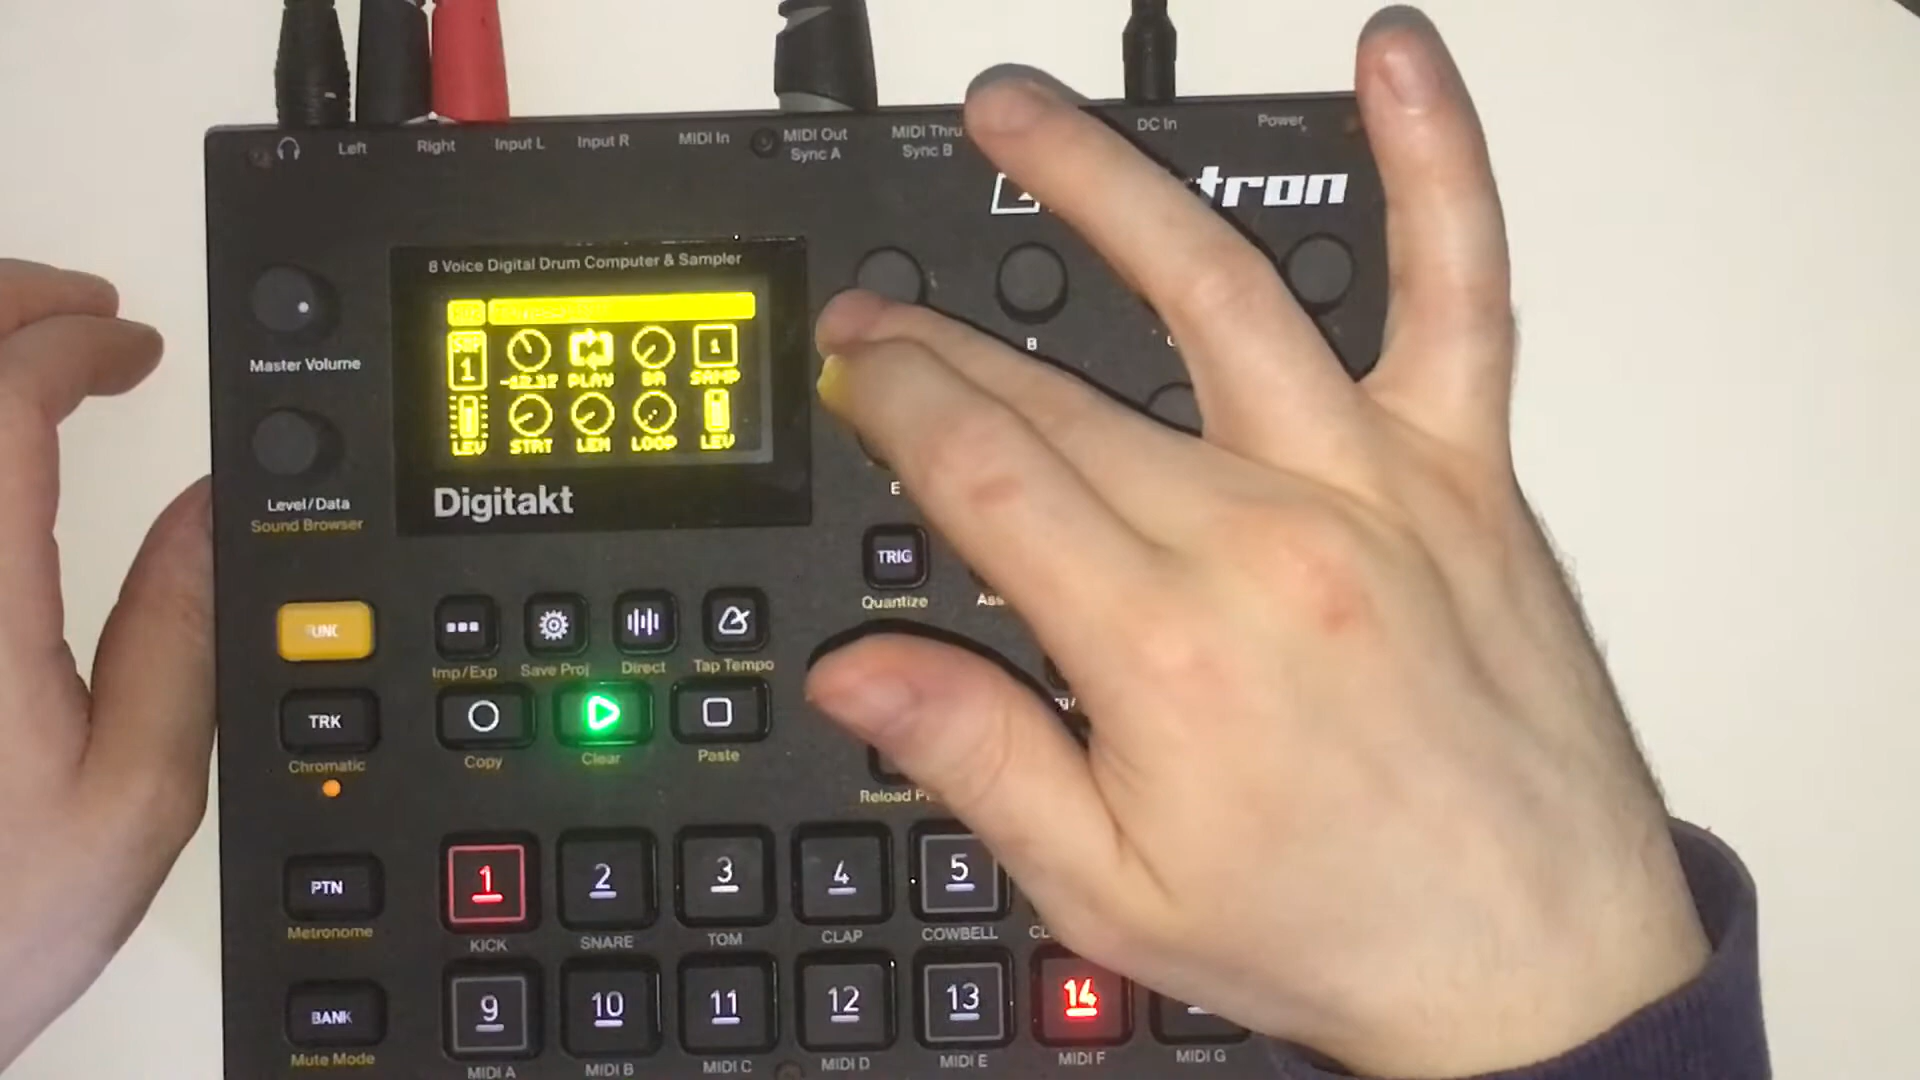 Left
Right
Input L
Input R
MIDI In
MIDI Out
Sync A
MIDI Thru
Sync B
DC In
Power
tron
8 Voice Digital Drum Computer & Sampler
1
PLAY
SAMP
1
LEV
STRT
LEN
LOOP
LEV
Digitakt
Master Volume
Level/Data
Sound Browser
B
E
TRIG
Quantize
FUNC
Imp/Exp
Save Proj
Direct
Tap Tempo
TRK
Chromatic
Copy
Clear
Paste
Reload
PTN
Metronome
BANK
Mute Mode
1
2
3
4
5
KICK
SNARE
TOM
CLAP
COWBELL
9
10
11
12
13
14
MIDI A
MIDI B
MIDI C
MIDI D
MIDI E
MIDI F
MIDI G